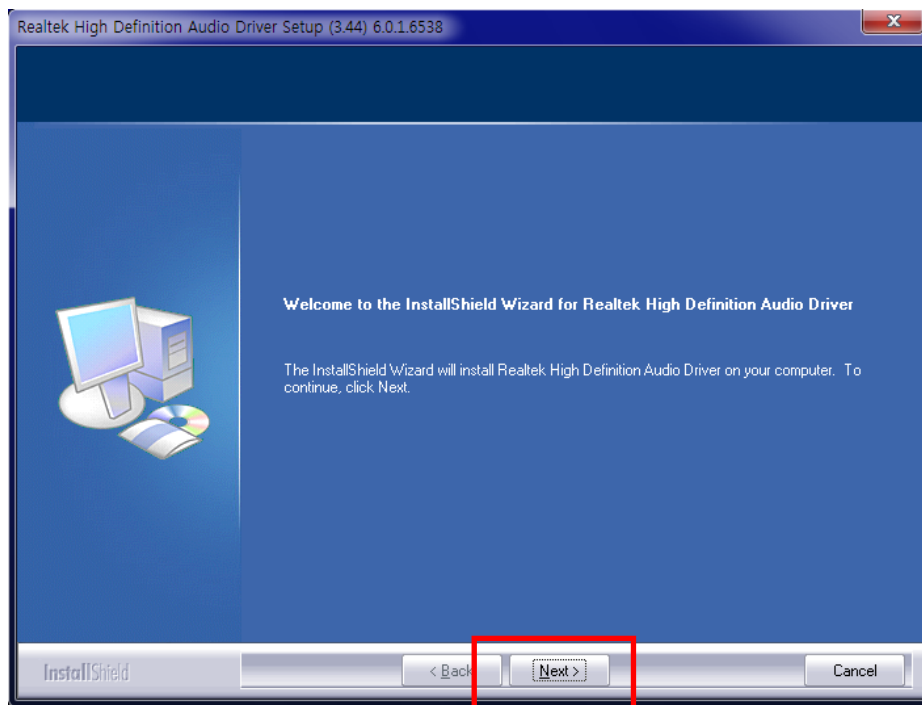 Realtek High Definition Audio Driver Setup (3.44) 6.0.1.6538
Welcome to the InstallShield Wizard for Realtek High Definition Audio Driver
The InstallShield Wizard will install Realtek High Definition Audio Driver on your computer.  To
continue, click Next.
InstallShield
< Back
Next >
Cancel